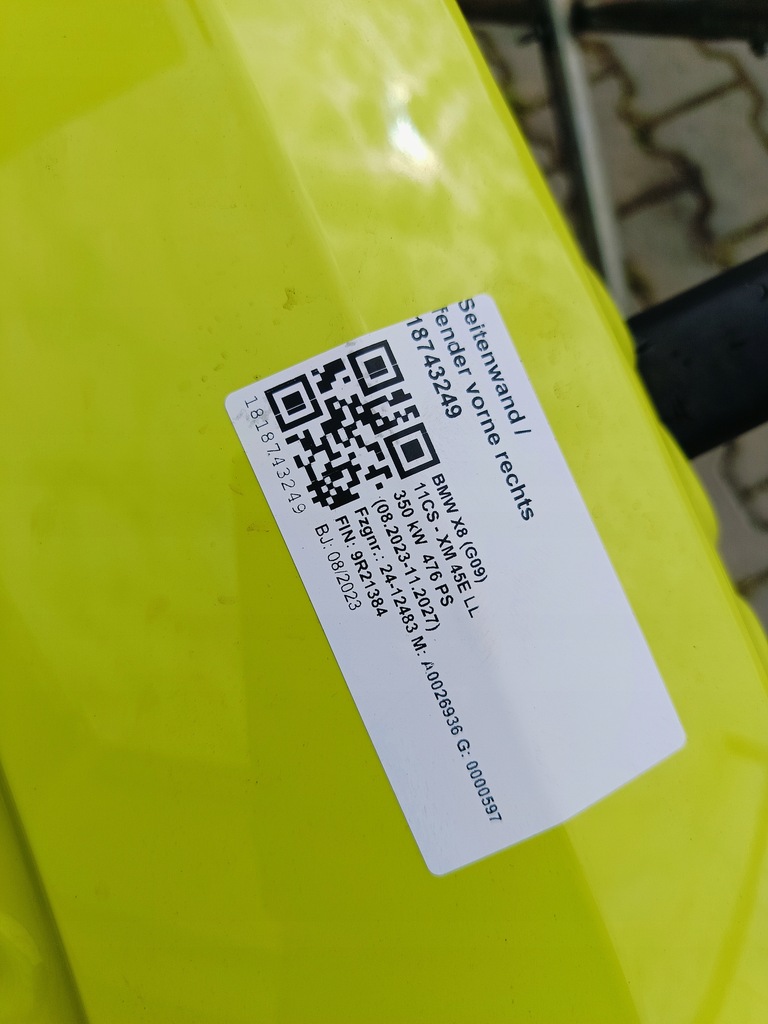 Seitenwand /
fender vorne rechts
18743249
BMW X8 (G09)
11CS - XM 45E LL
350 kW 476 PS
(08.2023-11.2027)
Fzgnr.: 24-12483 M: A0026936 G: 0000597
FIN: 9R21384
BJ: 08/2023
1818743249